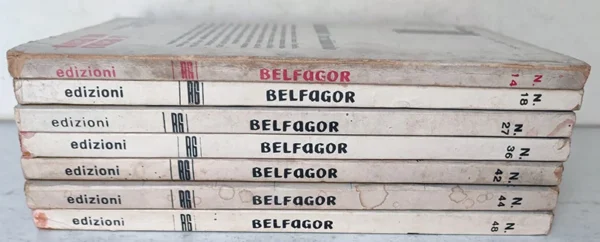 edizioni RG BELFAGOR N. 14
edizioni RG BELFAGOR N. 18
edizioni RG BELFAGOR N. 27
edizioni RG BELFAGOR N. 36
edizioni RG BELFAGOR N. 42
edizioni RG BELFAGOR N. 44
edizioni RG BELFAGOR N. 48